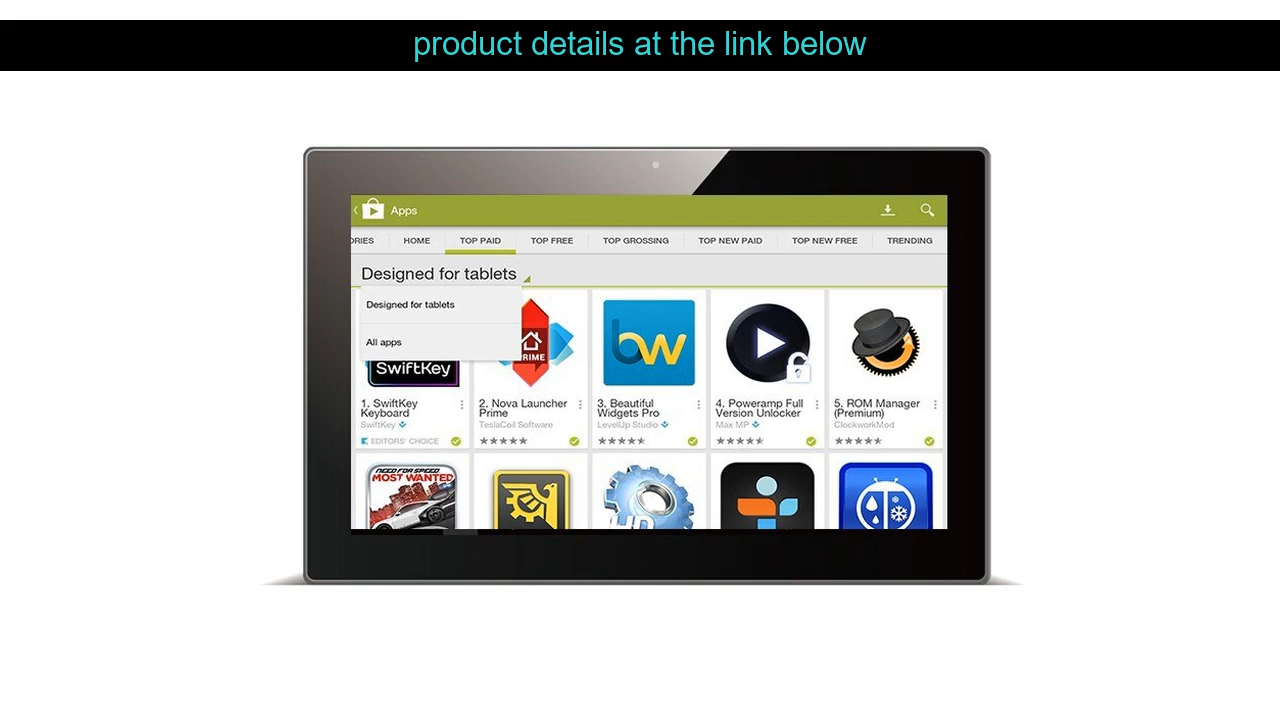 product details at the link below
Apps
ORIES HOME TOP PAID TOP FREE TOP GROSSING TOP NEW PAID TOP NEW FREE TRENDING
Designed for tablets
Designed for tablets
All apps
SwiftKey
PRIME
bw
1. SwiftKey
Keyboard
SwiftKey
EDITORS' CHOICE
2. Nova Launcher
Prime
TeslaCoil Software
3. Beautiful
Widgets Pro
LevelUp Studio
4. Poweramp Full
Version Unlocker
Max MP
5. ROM Manager
(Premium)
ClockworkMod
NEED FOR SPEED
MOST WANTED
HD